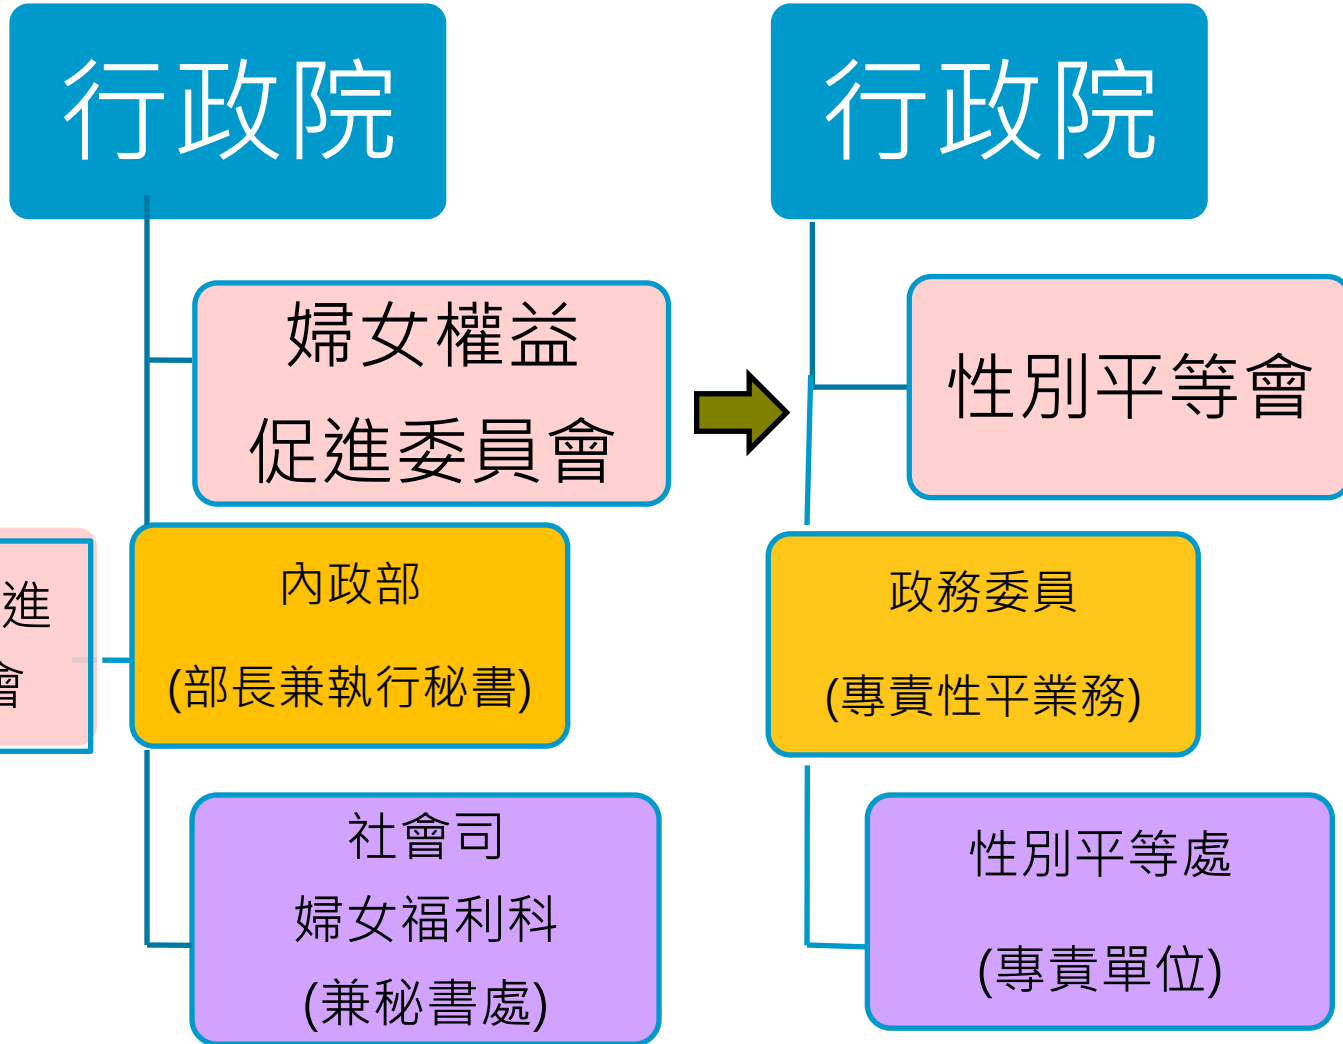 行政院
婦女權益
促進委員會
進
會
內政部
(部長兼執行秘書)
社會司
婦女福利科
(兼秘書處)
行政院
性別平等會
政務委員
(專責性平業務)
性別平等處
(專責單位)